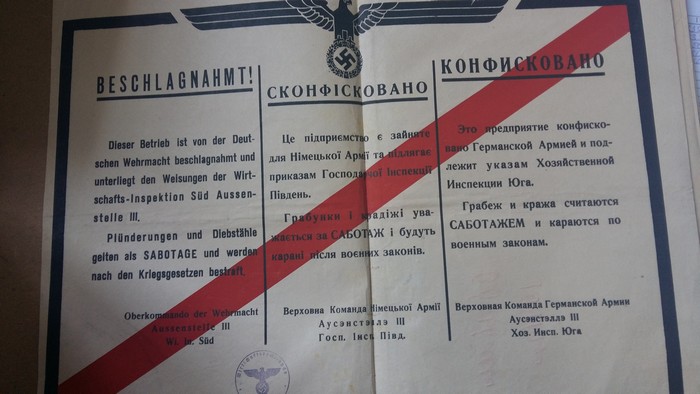 BESCHLAGNAHMT!
Dieser Betrieb ist von der Deut-
schen Wehrmacht beschlagnahmt und
unterliegt den Weisungen der Wirt-
schafts-Inspektion Süd Aussen-
stelle III.
Plünderungen und Diebstähle
gelten als SABOTAGE und werden
nach den Kriegsgesetzen bestraft.
Oberkommando der Wehrmacht
Aussenstelle III
Wi. In. Süd
СКОНФІСКОВАНО
Це підприємство є зайняте
для Німецької Армії та підлягає
приказам Господарчої Інспекції
Південь.
Грабунки і крадіжі ува-
жається за САБОТАЖ і будуть
карані після воєнних законів.
Верховна Команда Німецької Армії
Аусэнстэллэ III
Госп. Інсп. Півд.
КОНФИСКОВАНО
Это предприятие конфиско-
вано Германской Армией и под-
лежит указам Хозяйственной
Инспекции Юга.
Грабеж и кража считаются
САБОТАЖЕМ и караются по
военным законам.
Верховная Команда Германской Армии
Аусэнстэллэ III
Хоз. Инсп. Юга